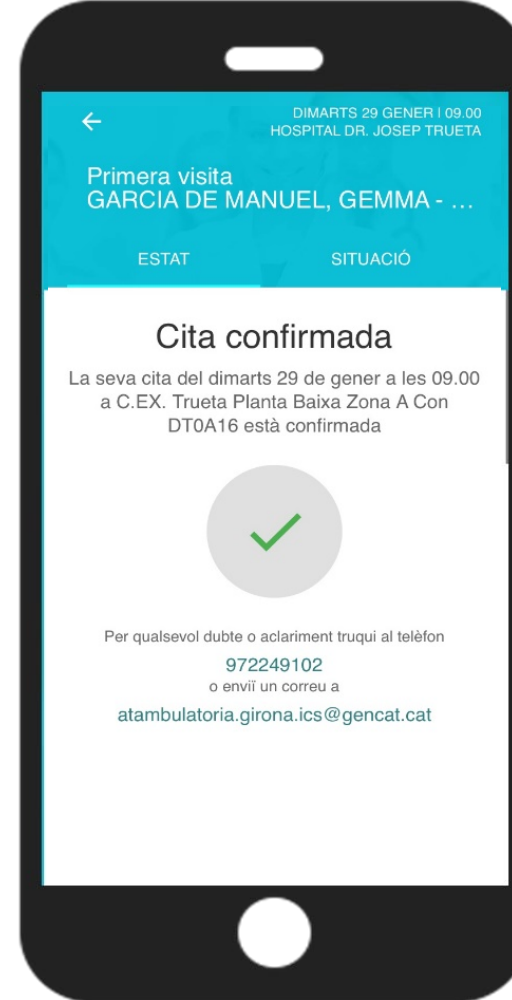 DIMARTS 29 GENER | 09.00
HOSPITAL DR. JOSEP TRUETA
Primera visita
GARCIA DE MANUEL, GEMMA - ...
ESTAT SITUACIÓ
Cita confirmada
La seva cita del dimarts 29 de gener a les 09.00
a C.EX. Trueta Planta Baixa Zona A Con
DT0A16 està confirmada
Per qualsevol dubte o aclariment truqui al telèfon
972249102
o enviï un correu a
atambulatoria.girona.ics@gencat.cat